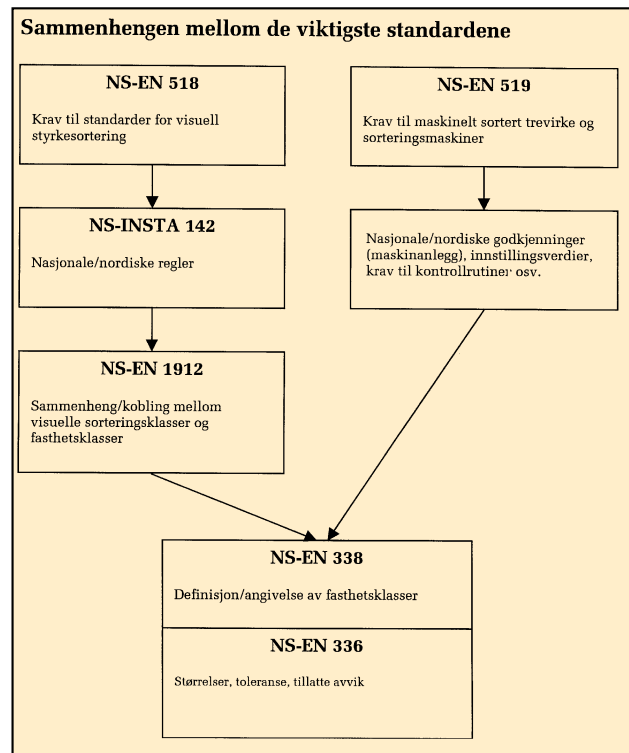 Sammenhengen mellom de viktigste standardene
NS-EN 518
Krav til standarder for visuell
styrkesortering
NS-EN 519
Krav til maskinelt sortert trevirke og
sorteringsmaskiner
NS-INSTA 142
Nasjonale/nordiske regler
Nasjonale/nordiske godkjenninger
(maskinanlegg), innstillingsverdier,
krav til kontrollrutiner osv.
NS-EN 1912
Sammenheng/kobling mellom
visuelle sorteringsklasser og
fasthetsklasser
NS-EN 338
Definisjon/angivelse av fasthetsklasser
NS-EN 336
Størrelser, toleranse, tillatte avvik